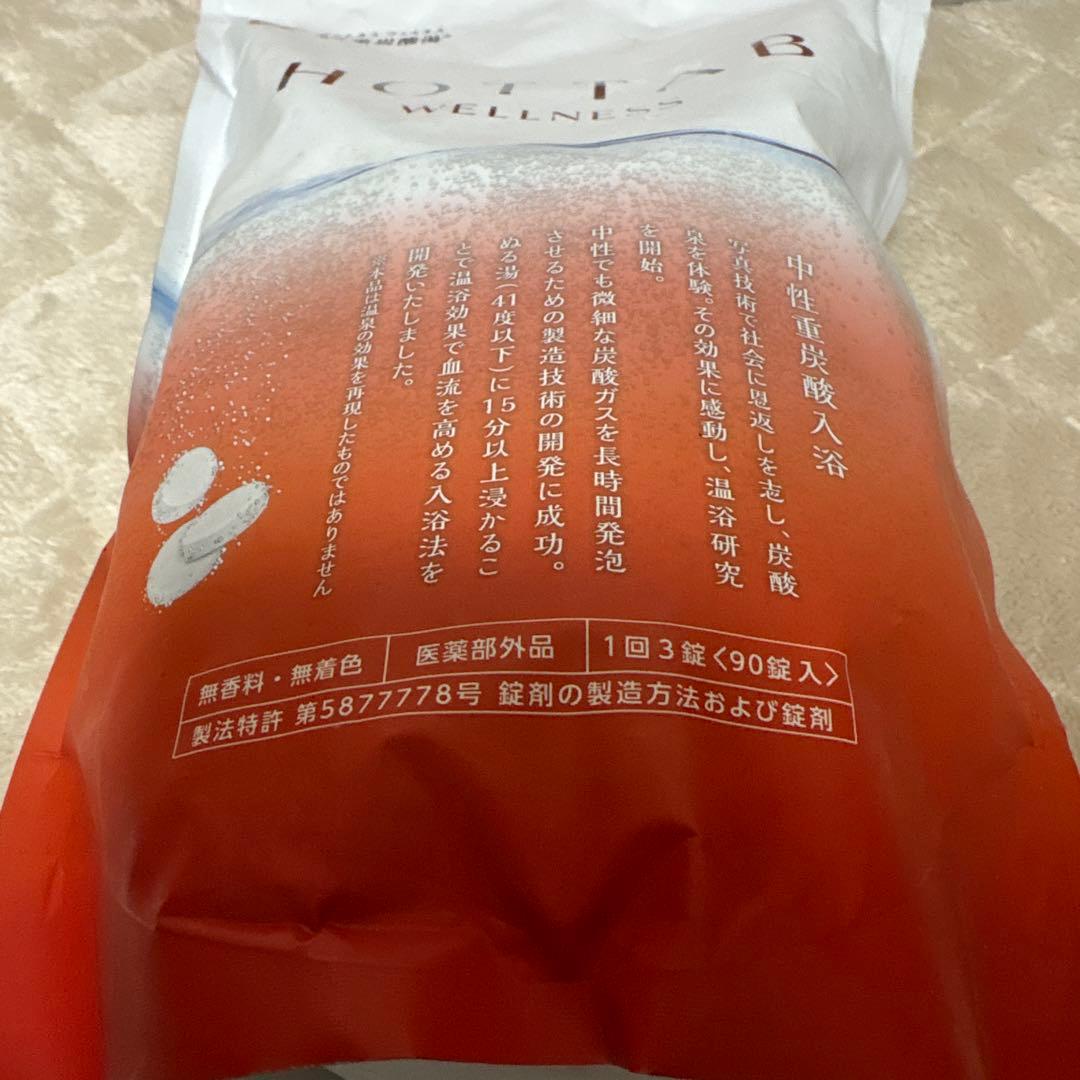 HOTTAB
WELLNESS
中性重炭酸入浴
写真技術で社会に恩返しを志し、炭酸
泉を体験。その効果に感動し、温浴研究
を開始。
中性でも微細な炭酸ガスを長時間発泡
させるための製造技術の開発に成功。
ぬる湯(41度以下)に15分以上浸かるこ
とで温浴効果で血流を高める入浴法を
開発いたしました。
※本品は温泉の効果を再現したものではありません
無香料・無着色
医薬部外品
1回3錠〈90錠入〉
製法特許 第5877778号 錠剤の製造方法および錠剤